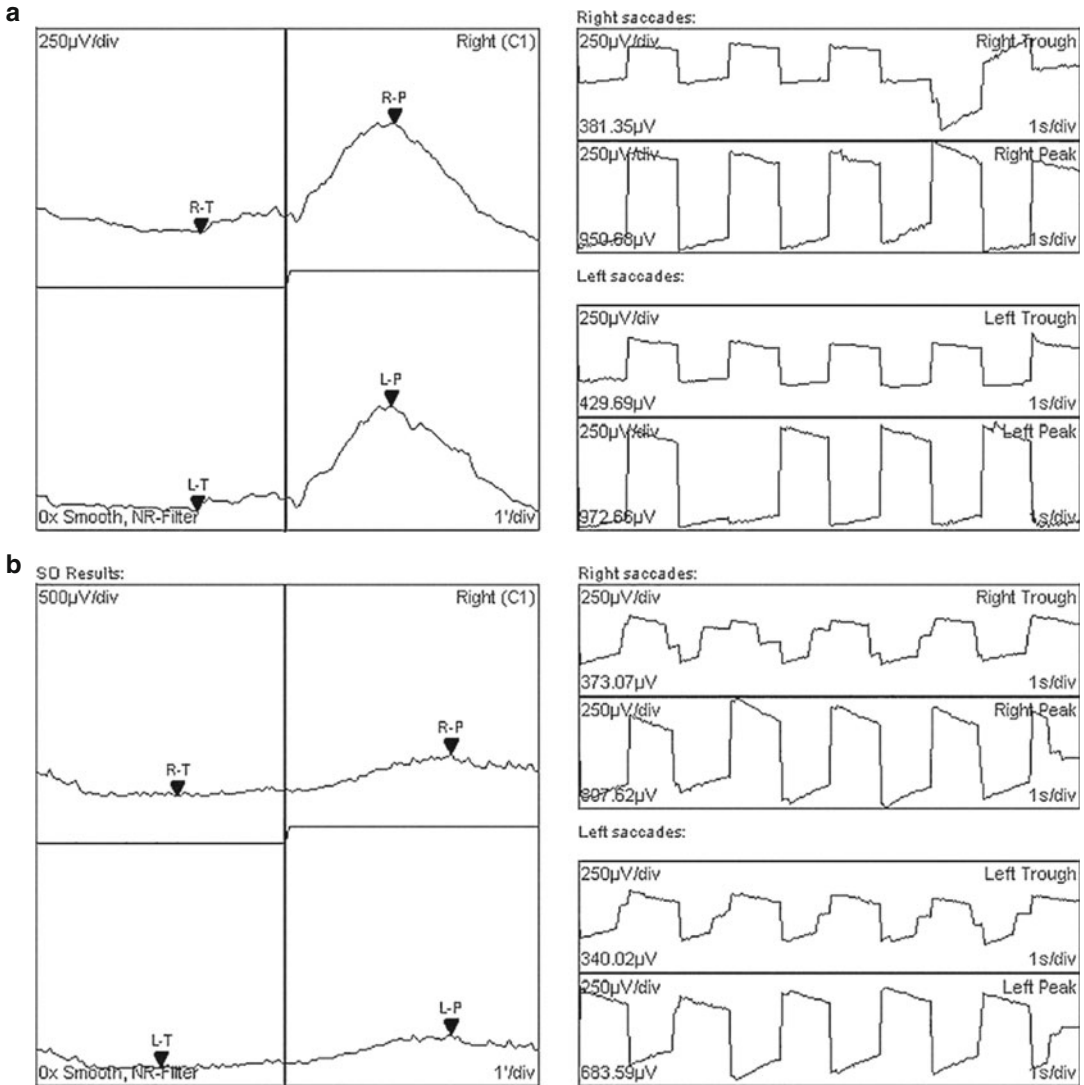 a
250µV/div Right (C1)
R-P
R-T
L-P
L-T
0x Smooth, NR-Filter 1'/div
Right saccades:
250µV/div Right Trough
381.35µV 1s/div
250µV/div Right Peak
950.68µV 1s/div
Left saccades:
250µV/div Left Trough
429.69µV 1s/div
250µV/div Left Peak
972.66µV 1s/div
b
SO Results:
500µV/div Right (C1)
R-P
R-T
L-P
L-T
0x Smooth, NR-Filter 1'/div
Right saccades:
250µV/div Right Trough
373.07µV 1s/div
250µV/div Right Peak
807.62µV 1s/div
Left saccades:
250µV/div Left Trough
340.02µV 1s/div
250µV/div Left Peak
683.59µV 1s/div